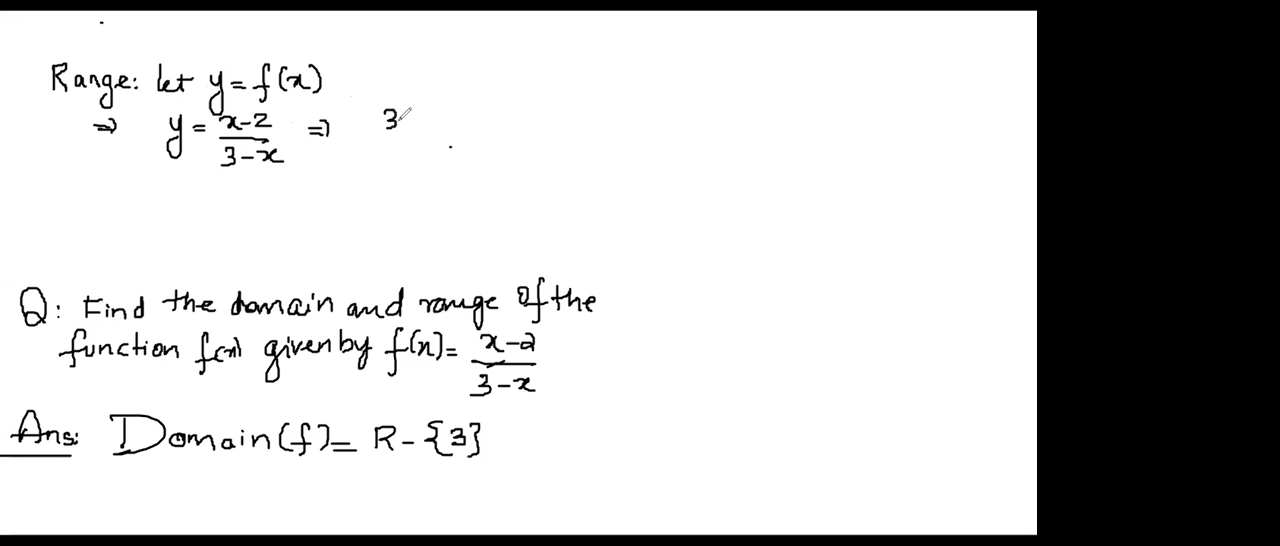 Range: let y = f(x)
⇒ y = x-2/3-x ⇒ 3
Q: Find the domain and range of the
function f(x) given by f(x) = x-2/3-x
Ans: Domain(f) = R - {3}